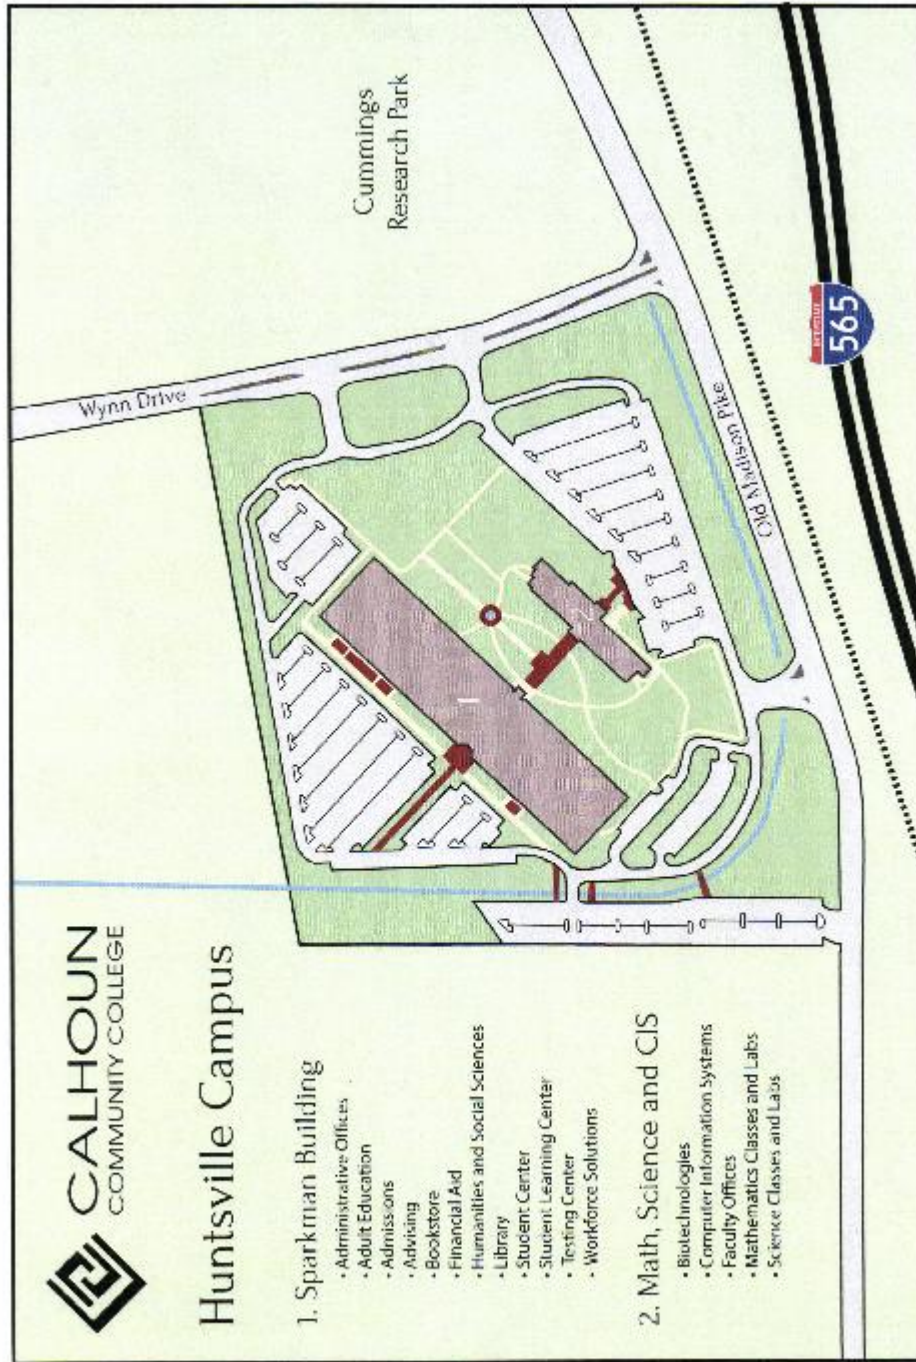 CALHOUN
COMMUNITY COLLEGE
Huntsville Campus
1. Sparkman Building
• Administrative Offices
• Adult Education
• Admissions
• Advising
• Bookstore
• Financial Aid
• Humanities and Social Sciences
• Library
• Student Center
• Student Learning Center
• Testing Center
• Workforce Solutions
2. Math, Science and CIS
• Biotechnologies
• Computer Information Systems
• Faculty Offices
• Mathematics Classes and Labs
• Science Classes and Labs
Wynn Drive
Cummings
Research Park
1
2
Old Madison Pike
INTERSTATE
565